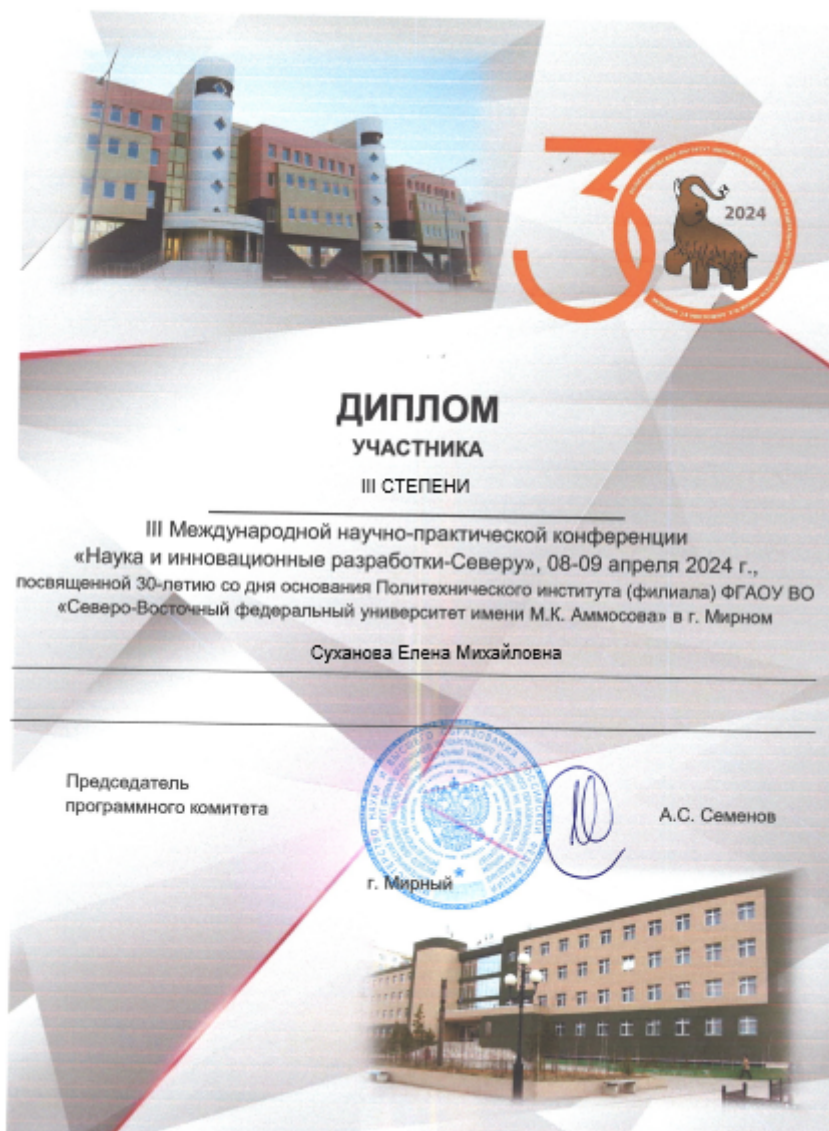 30
2024
ДИПЛОМ
УЧАСТНИКА
III СТЕПЕНИ
III Международной научно-практической конференции
«Наука и инновационные разработки-Северу», 08-09 апреля 2024 г.,
посвященной 30-летию со дня основания Политехнического института (филиала) ФГАОУ ВО
«Северо-Восточный федеральный университет имени М.К. Аммосова» в г. Мирном
Суханова Елена Михайловна
Председатель
программного комитета
А.С. Семенов
г. Мирный